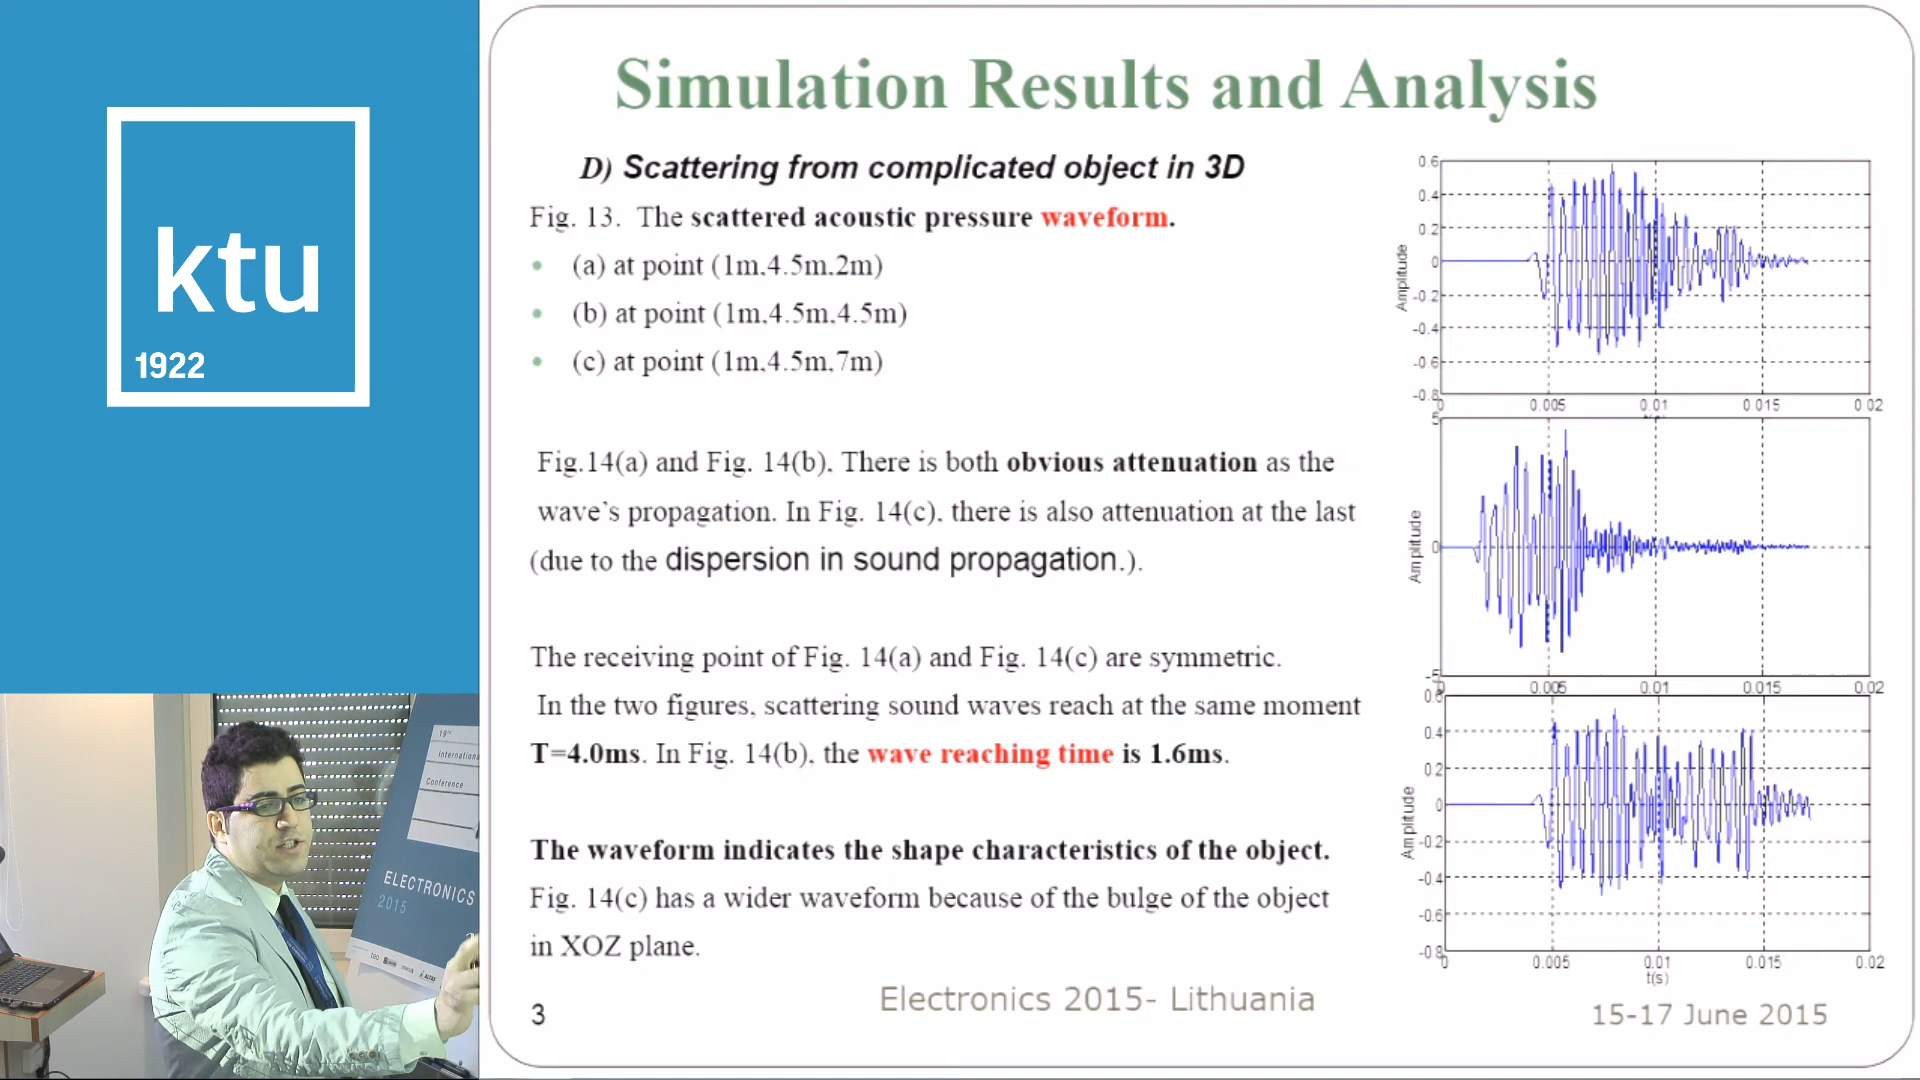 ktu
1922
19th
International
Conference
ELECTRONICS
2015
Simulation Results and Analysis
D) Scattering from complicated object in 3D
Fig. 13. The scattered acoustic pressure waveform.
• (a) at point (1m,4.5m,2m)
• (b) at point (1m,4.5m,4.5m)
• (c) at point (1m,4.5m,7m)
Fig.14(a) and Fig. 14(b). There is both obvious attenuation as the
wave's propagation. In Fig. 14(c), there is also attenuation at the last
(due to the dispersion in sound propagation.).
The receiving point of Fig. 14(a) and Fig. 14(c) are symmetric.
In the two figures, scattering sound waves reach at the same moment
T=4.0ms. In Fig. 14(b), the wave reaching time is 1.6ms.
The waveform indicates the shape characteristics of the object.
Fig. 14(c) has a wider waveform because of the bulge of the object
in XOZ plane.
3
Electronics 2015- Lithuania
15-17 June 2015
0.6
0.4
0.2
0
-0.2
-0.4
-0.6
-0.8
Amplitude
0 0.005 0.01 0.015 0.02
5
0
-5
Amplitude
0 0.005 0.01 0.015 0.02
0.6
0.4
0.2
0
-0.2
-0.4
-0.6
-0.8
Amplitude
0 0.005 0.01 0.015 0.02
t(s)